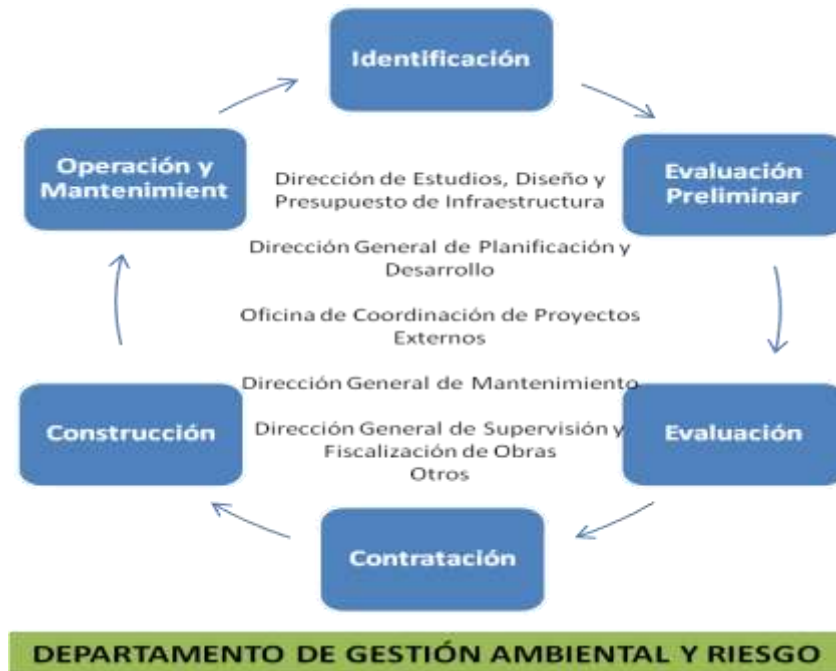 Identificación
Evaluación
Preliminar
Evaluación
Contratación
Construcción
Operación y
Mantenimient
Dirección de Estudios, Diseño y
Presupuesto de Infraestructura
Dirección General de Planificación y
Desarrollo
Oficina de Coordinación de Proyectos
Externos
Dirección General de Mantenimiento
Dirección General de Supervisión y
Fiscalización de Obras
Otros
DEPARTAMENTO DE GESTIÓN AMBIENTAL Y RIESGO